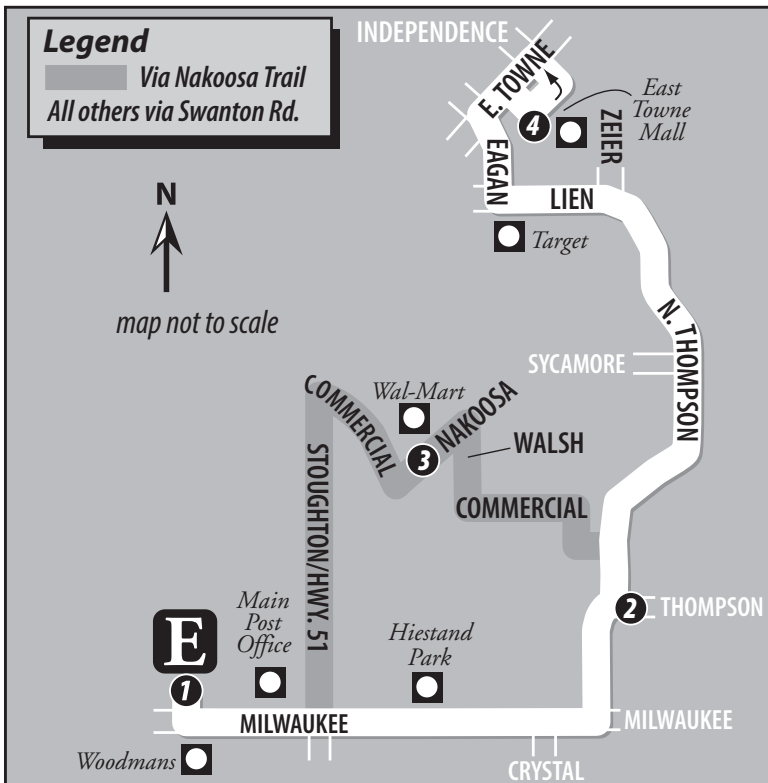 Legend
Via Nakoosa Trail
All others via Swanton Rd.
INDEPENDENCE
E. TOWNE
4
East
Towne
Mall
ZEIER
EAGAN
LIEN
Target
N
map not to scale
N. THOMPSON
SYCAMORE
Wal-Mart
COMMERCIAL
NAKOOSA
3
WALSH
STOUGHTON/HWY. 51
COMMERCIAL
2
THOMPSON
E
1
Main
Post
Office
Hiestand
Park
MILWAUKEE
MILWAUKEE
Woodmans
CRYSTAL